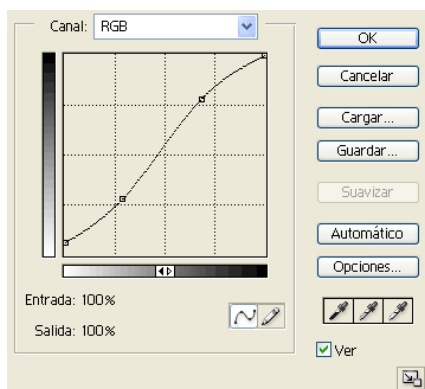 Canal: RGB
OK
Cancelar
Cargar...
Guardar...
Suavizar
Automático
Opciones...
Entrada: 100%
Salida: 100%
Ver